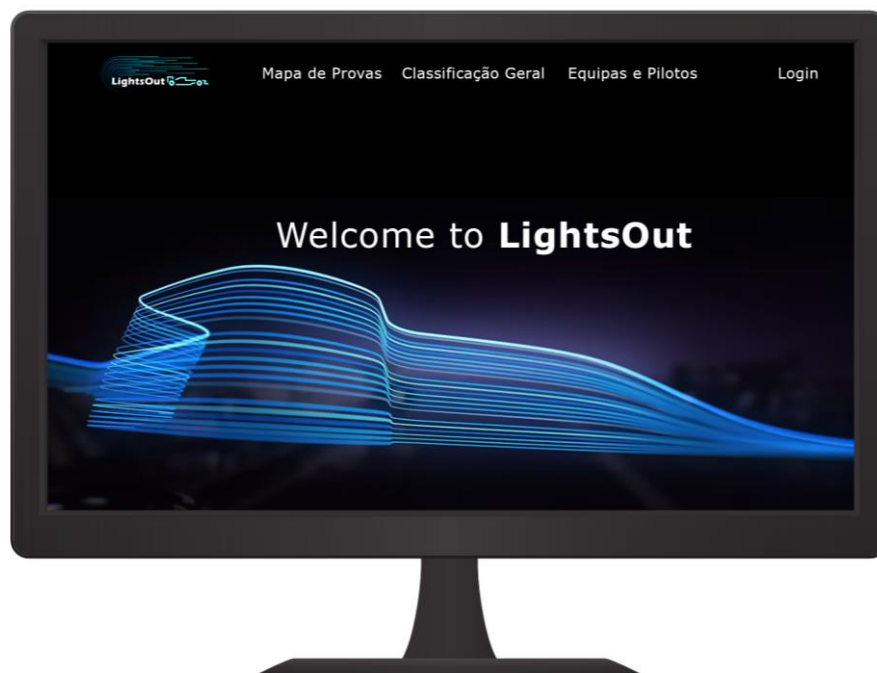 LightsOut
Mapa de Provas Classificação Geral Equipas e Pilotos Login
Welcome to LightsOut